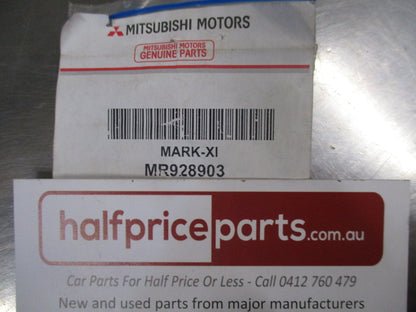 MITSUBISHI MOTORS
MITSUBISHI MOTORS
GENUINE PARTS
MARK-XI
MR928903
halfpriceparts.com.au
Car Parts For Half Price Or Less - Call 0412 760 479
New and used parts from major manufacturers